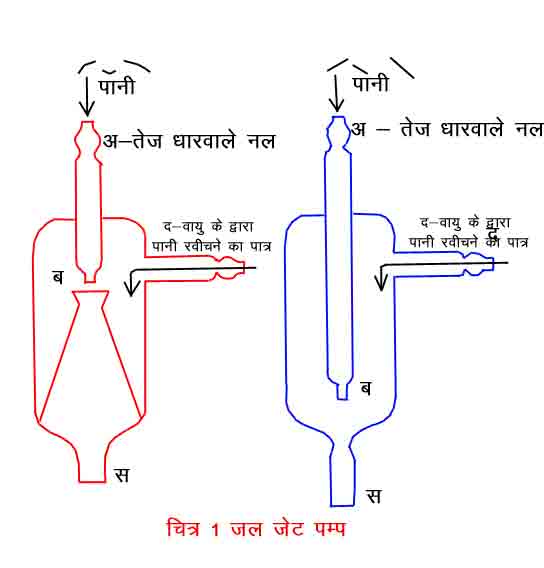 पानी
पानी
अ–तेज धारवाले नल
अ – तेज धारवाले नल
द–वायु के द्वारा
पानी रवीचने का पात्र
द–वायु के द्वारा
पानी रवीचने का पात्र
द
ब
ब
स
स
चित्र 1 जल जेट पम्प